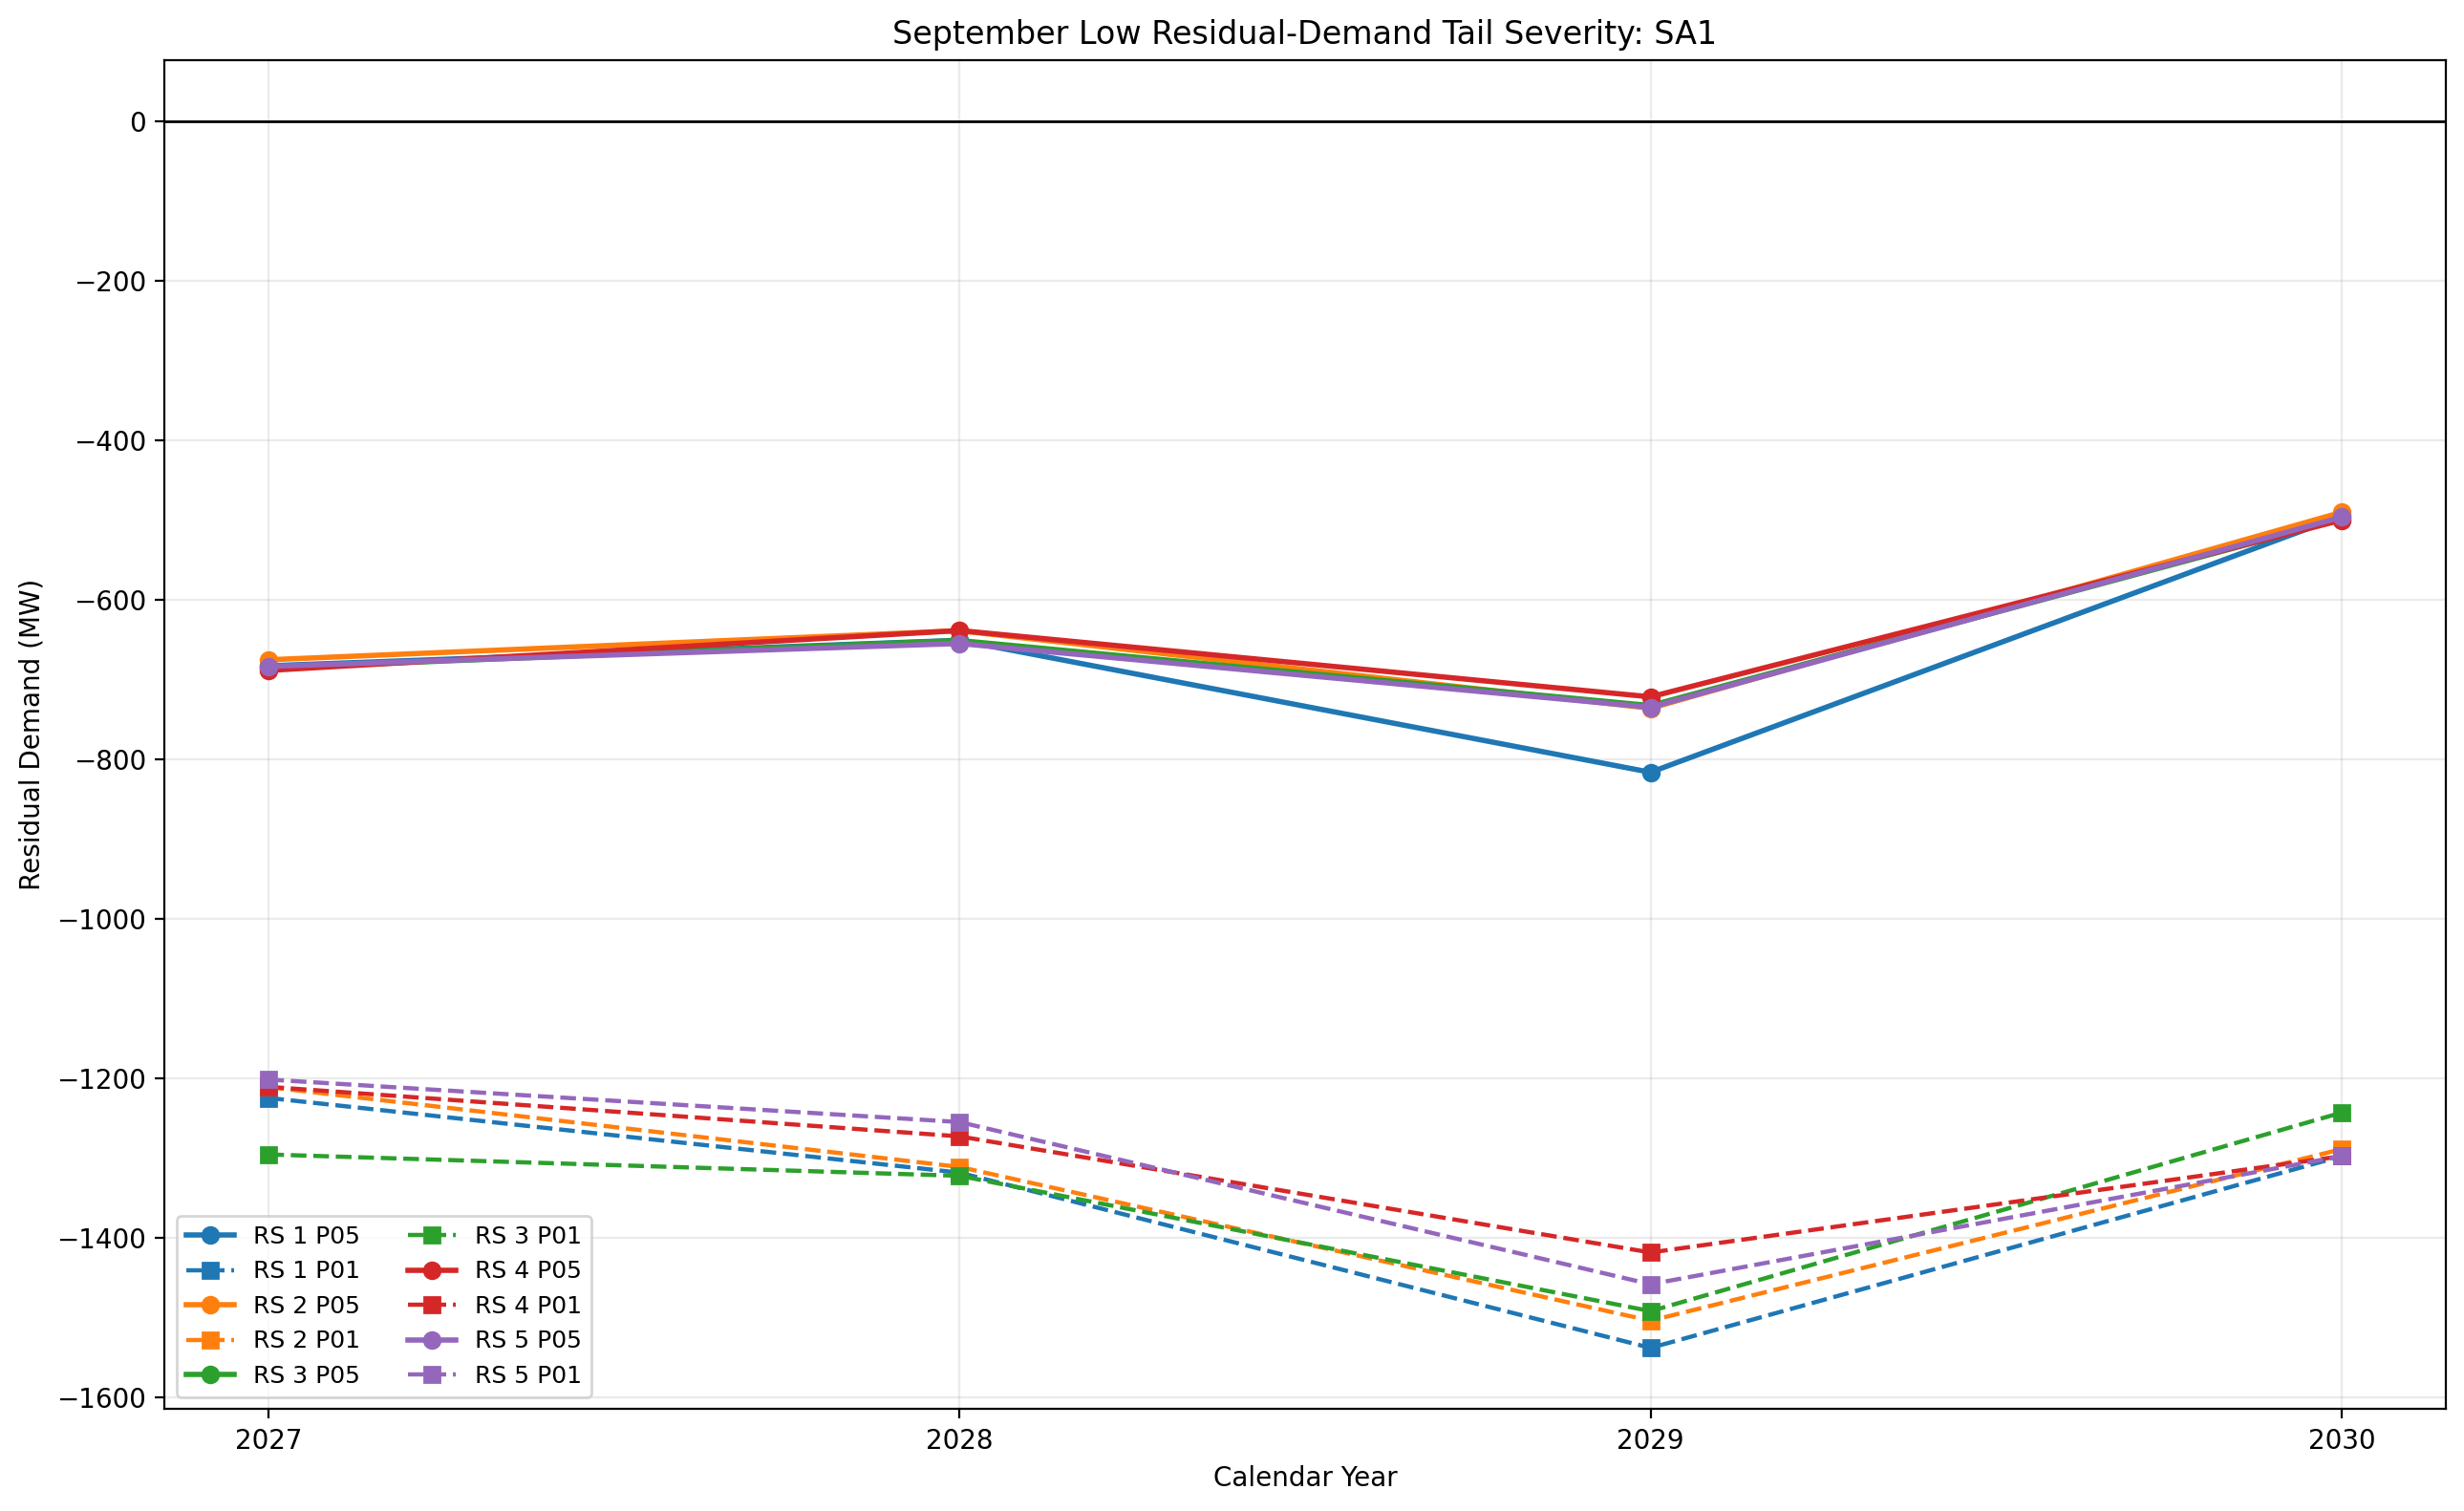 September Low Residual-Demand Tail Severity: SA1
0
−200
−400
−600
−800
−1000
−1200
−1400
−1600
Residual Demand (MW)
RS 1 P05
RS 1 P01
RS 2 P05
RS 2 P01
RS 3 P05
RS 3 P01
RS 4 P05
RS 4 P01
RS 5 P05
RS 5 P01
2027
2028
2029
2030
Calendar Year